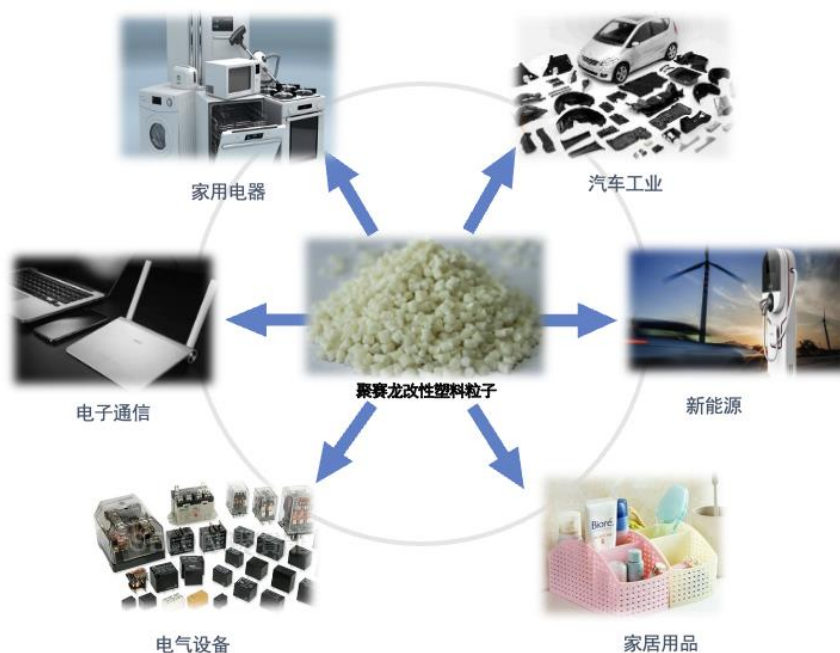 家用电器
汽车工业
聚赛龙改性塑料粒子
电子通信
新能源
Bioré
电气设备
家居用品